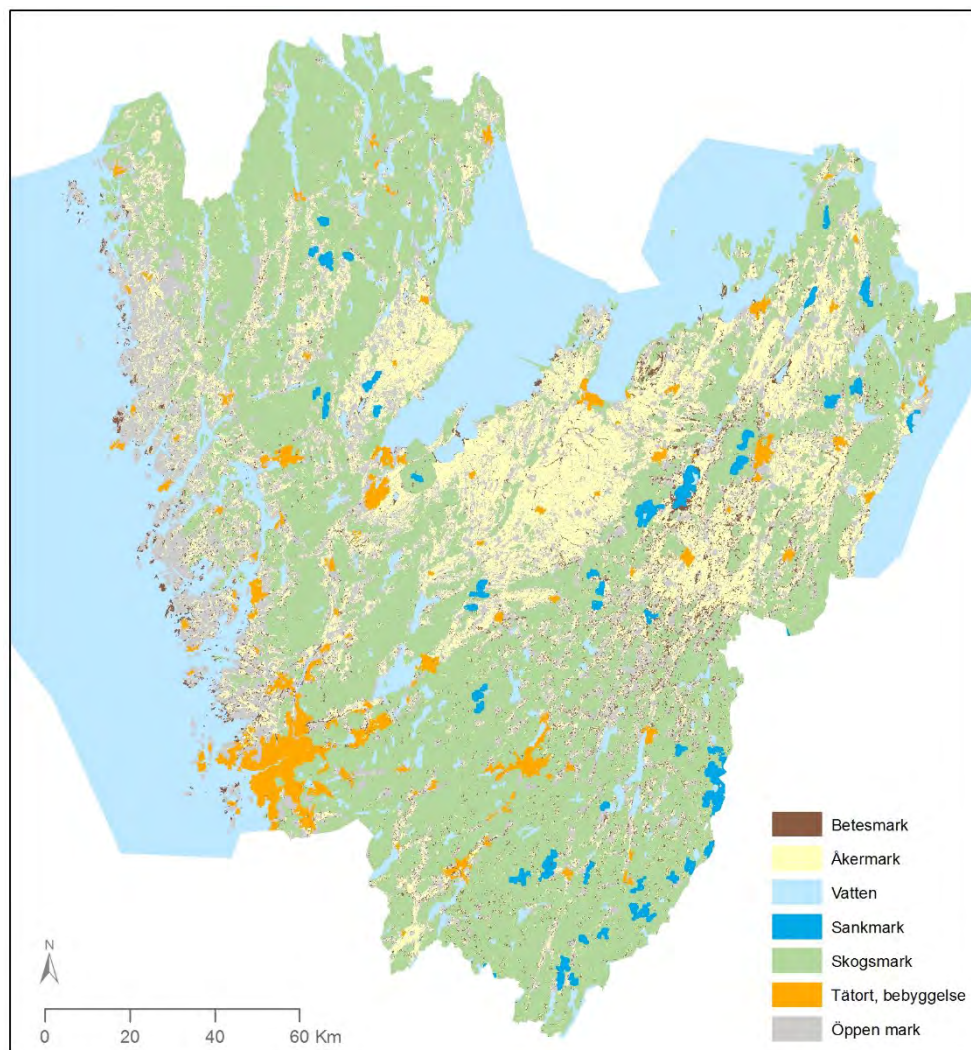 Betesmark
Åkermark
Vatten
Sankmark
Skogsmark
Tätort, bebyggelse
Öppen mark
N
0 20 40 60 Km